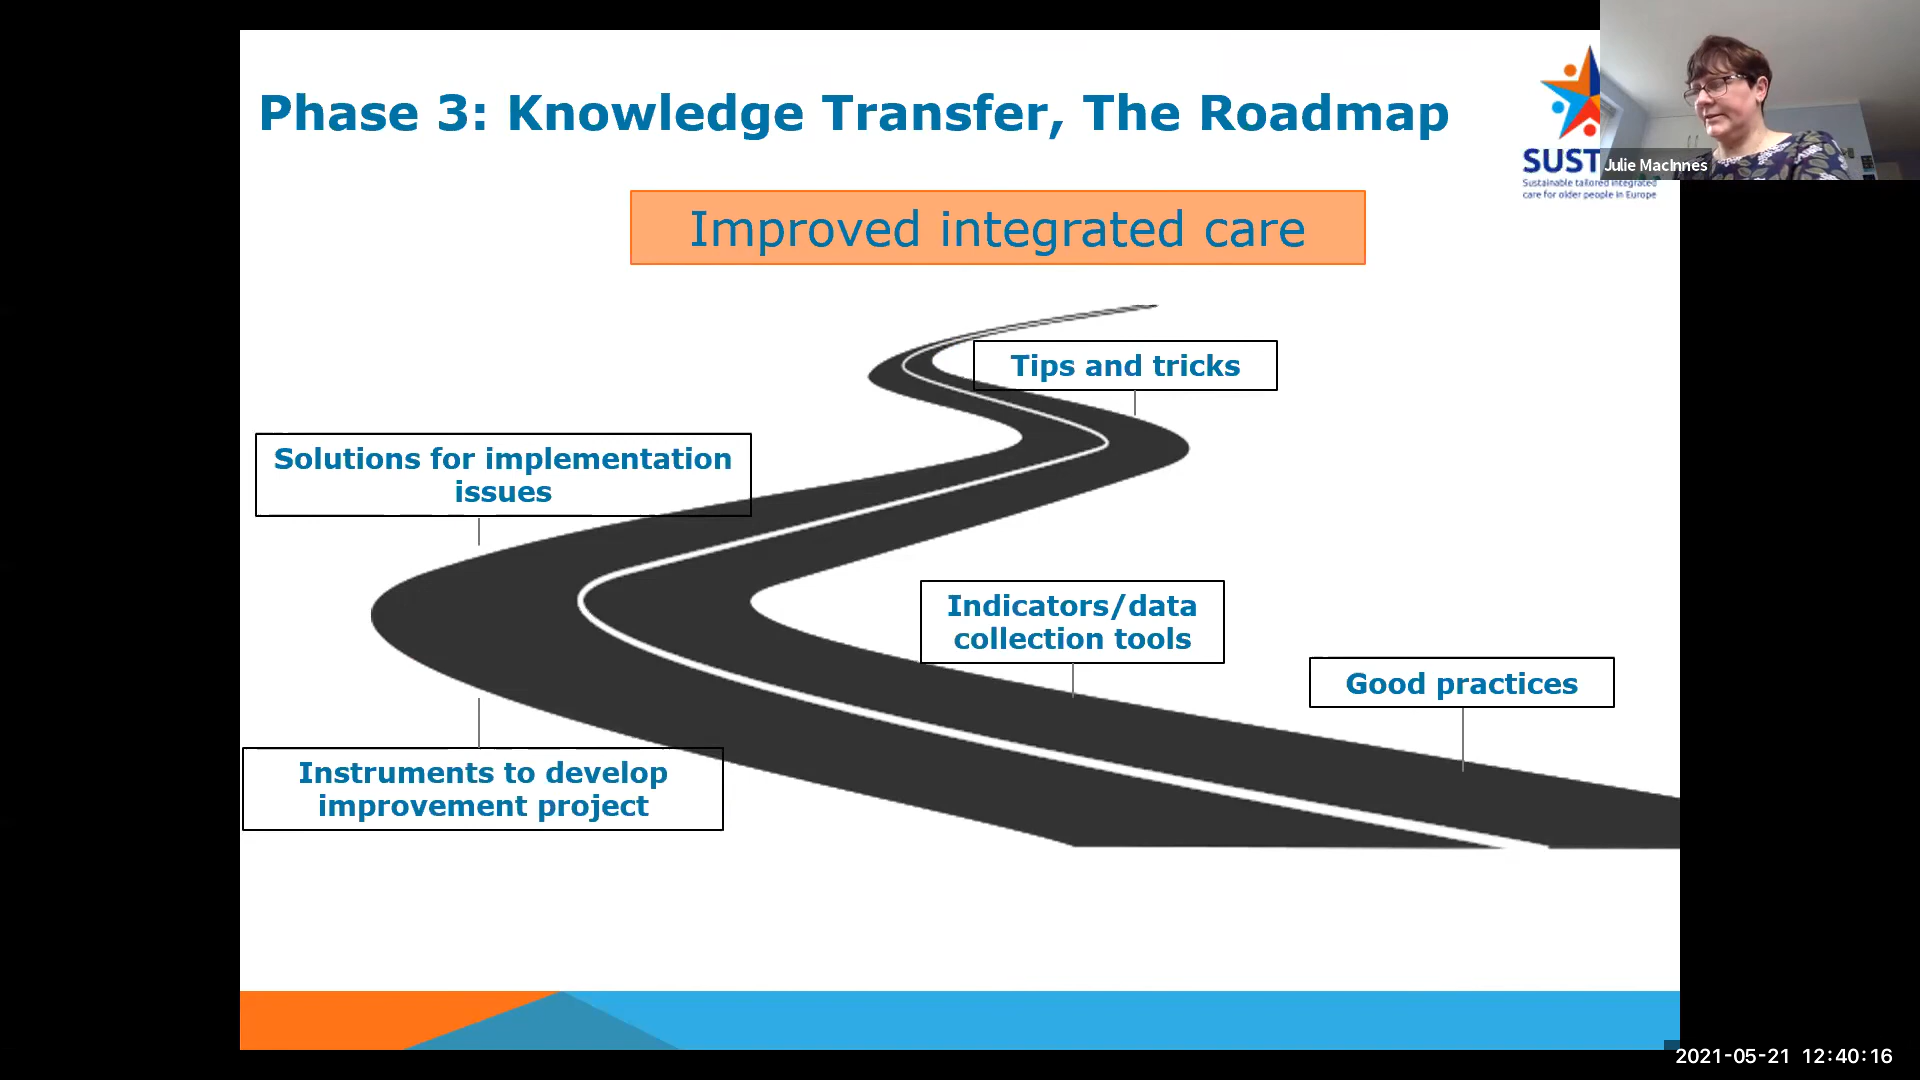 Phase 3: Knowledge Transfer, The Roadmap
SUST
Sustainable tailored integrated
care for older people in Europe
Julie MacInnes
Improved integrated care
Tips and tricks
Solutions for implementation
issues
Indicators/data
collection tools
Good practices
Instruments to develop
improvement project
2021-05-21 12:40:16